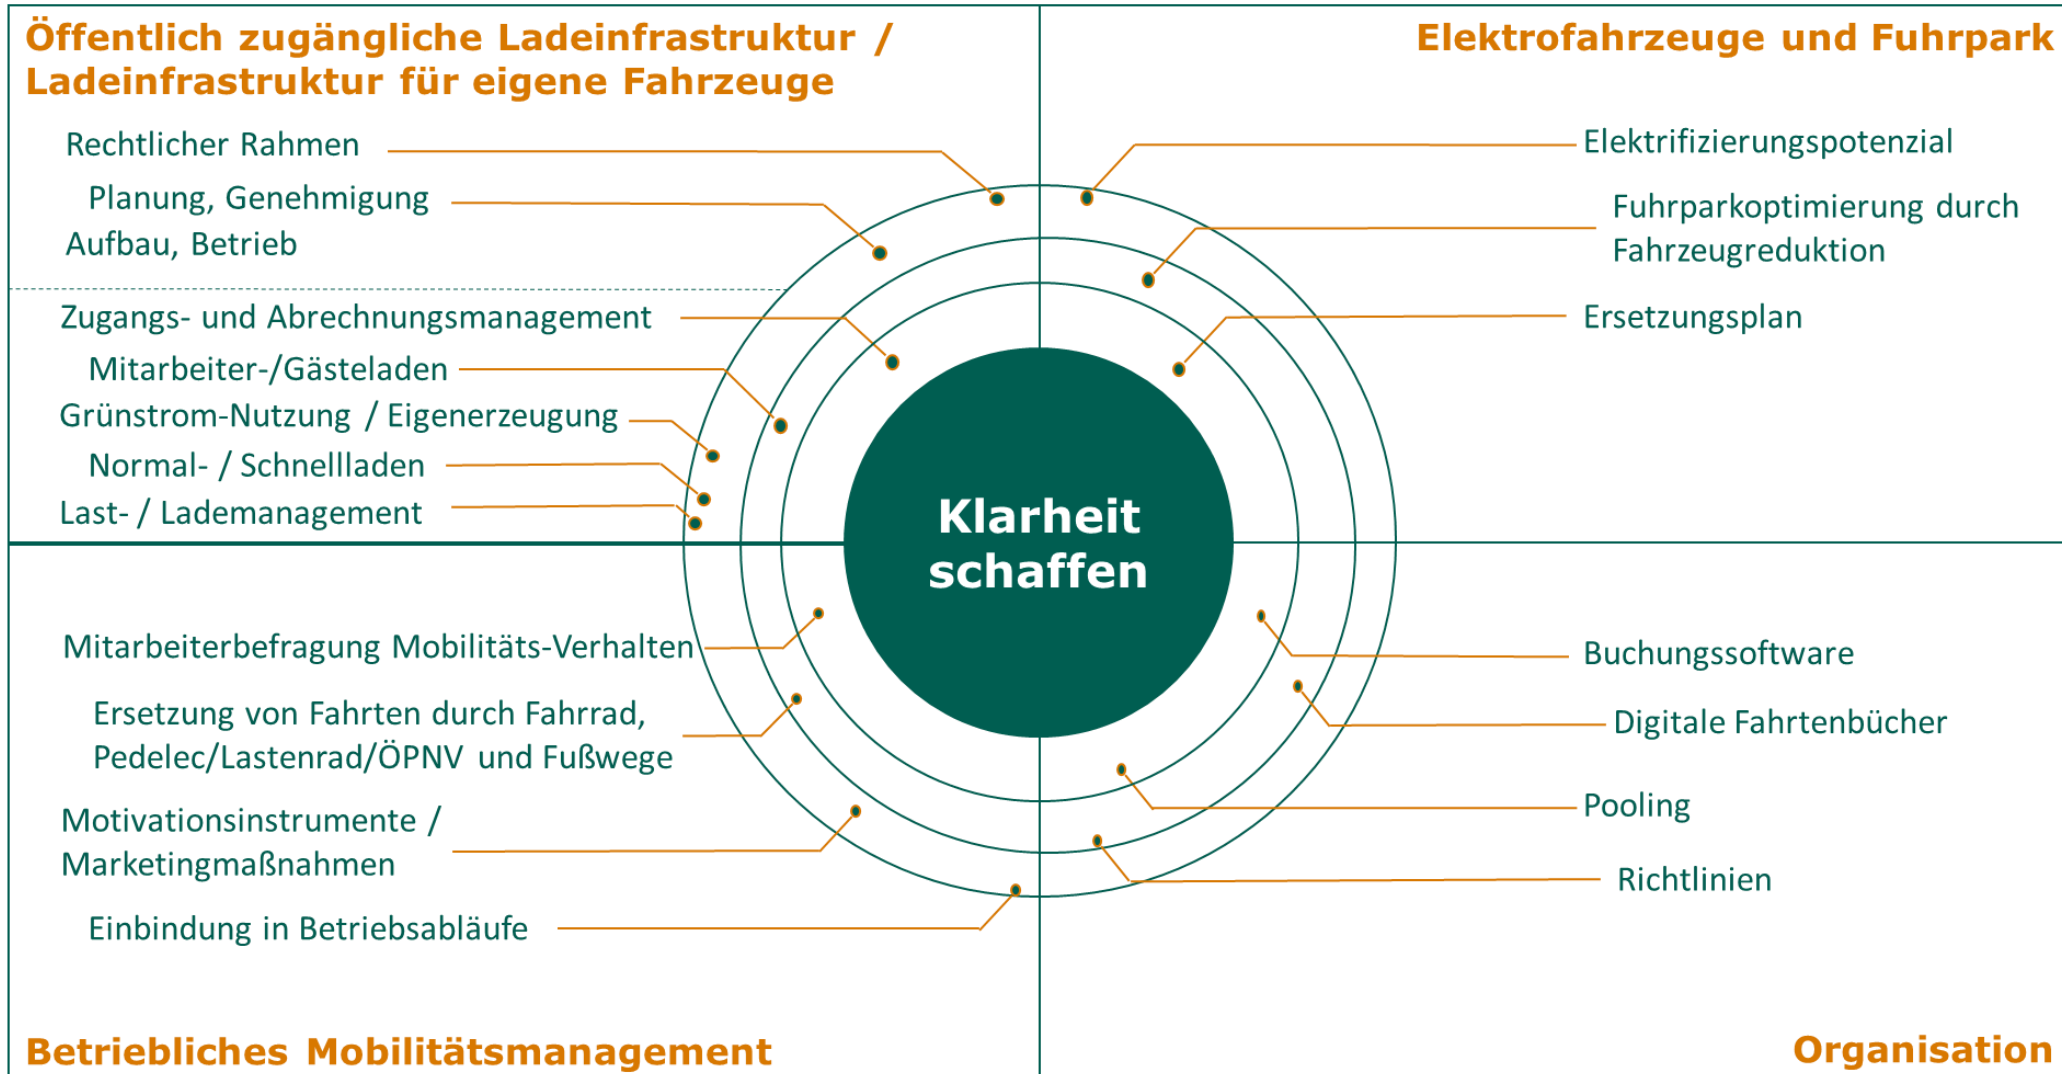 Öffentlich zugängliche Ladeinfrastruktur /
Ladeinfrastruktur für eigene Fahrzeuge
Rechtlicher Rahmen
Planung, Genehmigung
Aufbau, Betrieb
Zugangs- und Abrechnungsmanagement
Mitarbeiter-/Gästeladen
Grünstrom-Nutzung / Eigenerzeugung
Normal- / Schnellladen
Last- / Lademanagement
Elektrofahrzeuge und Fuhrpark
Elektrifizierungspotenzial
Fuhrparkoptimierung durch
Fahrzeugreduktion
Ersetzungsplan
Klarheit
schaffen
Mitarbeiterbefragung Mobilitäts-Verhalten
Ersetzung von Fahrten durch Fahrrad,
Pedelec/Lastenrad/ÖPNV und Fußwege
Motivationsinstrumente /
Marketingmaßnahmen
Einbindung in Betriebsabläufe
Betriebliches Mobilitätsmanagement
Buchungssoftware
Digitale Fahrtenbücher
Pooling
Richtlinien
Organisation